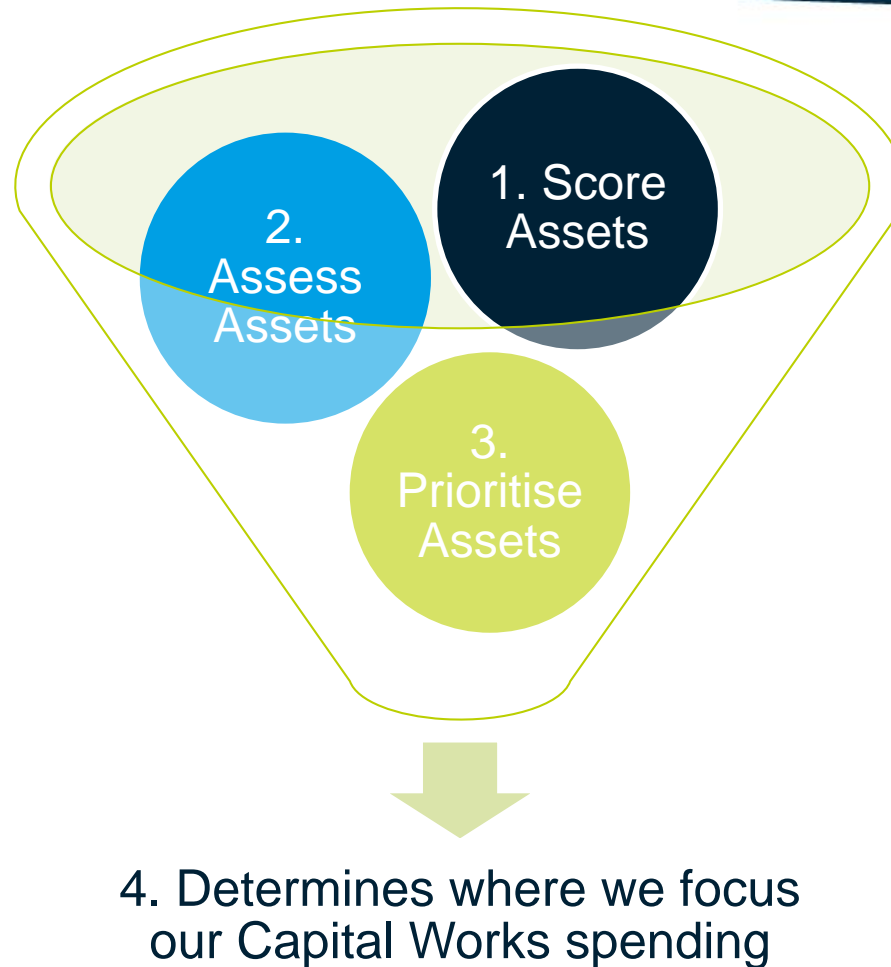 1. Score
Assets
2.
Assess
Assets
3.
Prioritise
Assets
4. Determines where we focus
our Capital Works spending